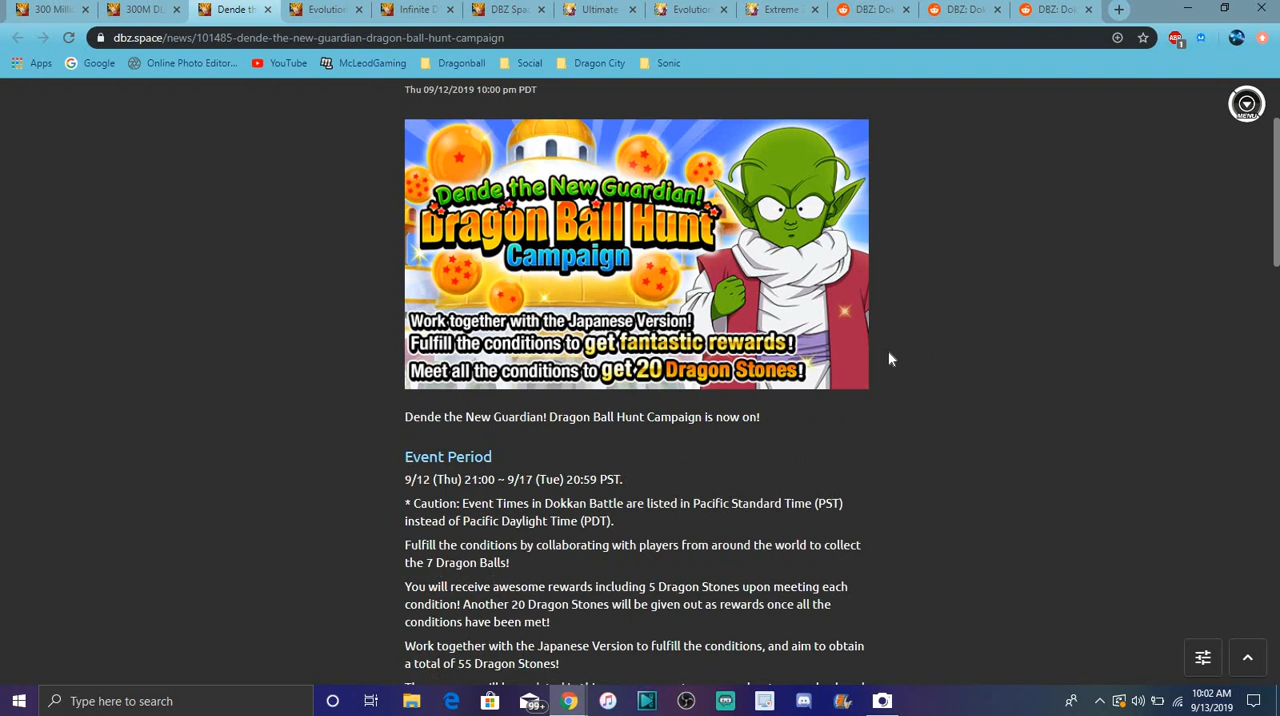 300 Milli
300M DL
Dende th
Evolution
Infinite D
DBZ Spac
Ultimate
Evolution
Extreme
DBZ: Dok
DBZ: Dok
DBZ: Dok
dbz.space/news/101485-dende-the-new-guardian-dragon-ball-hunt-campaign
1
Apps
Google
Online Photo Editor...
YouTube
McLeodGaming
Dragonball
Social
Dragon City
Sonic
Thu 09/12/2019 10:00 pm PDT
MENU
Dende the New Guardian!
Dragon Ball Hunt
Campaign
Work together with the Japanese Version!
Fulfill the conditions to get fantastic rewards!
Meet all the conditions to get 20 Dragon Stones!
Dende the New Guardian! Dragon Ball Hunt Campaign is now on!
Event Period
9/12 (Thu) 21:00 ~ 9/17 (Tue) 20:59 PST.
* Caution: Event Times in Dokkan Battle are listed in Pacific Standard Time (PST)
instead of Pacific Daylight Time (PDT).
Fulfill the conditions by collaborating with players from around the world to collect
the 7 Dragon Balls!
You will receive awesome rewards including 5 Dragon Stones upon meeting each
condition! Another 20 Dragon Stones will be given out as rewards once all the
conditions have been met!
Work together with the Japanese Version to fulfill the conditions, and aim to obtain
a total of 55 Dragon Stones!
Type here to search
99+
10:02 AM
9/13/2019